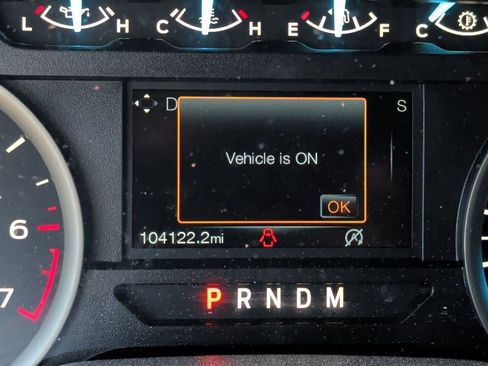 L H C H E F C
D S
Vehicle is ON
OK
104122.2mi
6
7
P R N D M